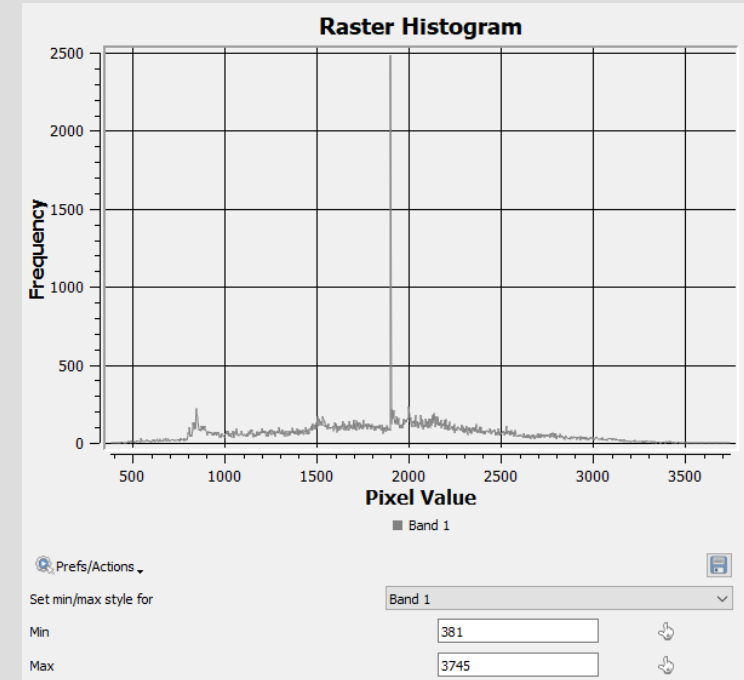 Raster Histogram
2500
2000
1500
1000
500
0
Frequency
500 1000 1500 2000 2500 3000 3500
Pixel Value
Band 1
Prefs/Actions
Set min/max style for Band 1
Min 381
Max 3745